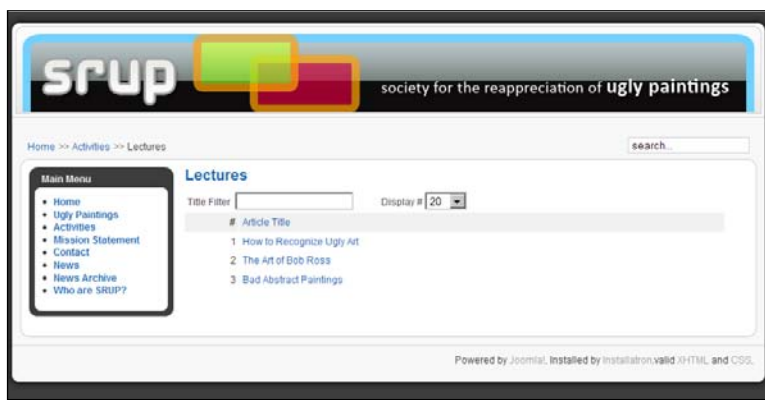 srup
society for the reappreciation of ugly paintings
Home >> Activities >> Lectures
search...
Main Menu
Home
Ugly Paintings
Activities
Mission Statement
Contact
News
News Archive
Who are SRUP?
Lectures
Title Filter
Display # 20
# Article Title
1 How to Recognize Ugly Art
2 The Art of Bob Ross
3 Bad Abstract Paintings
Powered by Joomla!. Installed by Installatron.valid XHTML and CSS.